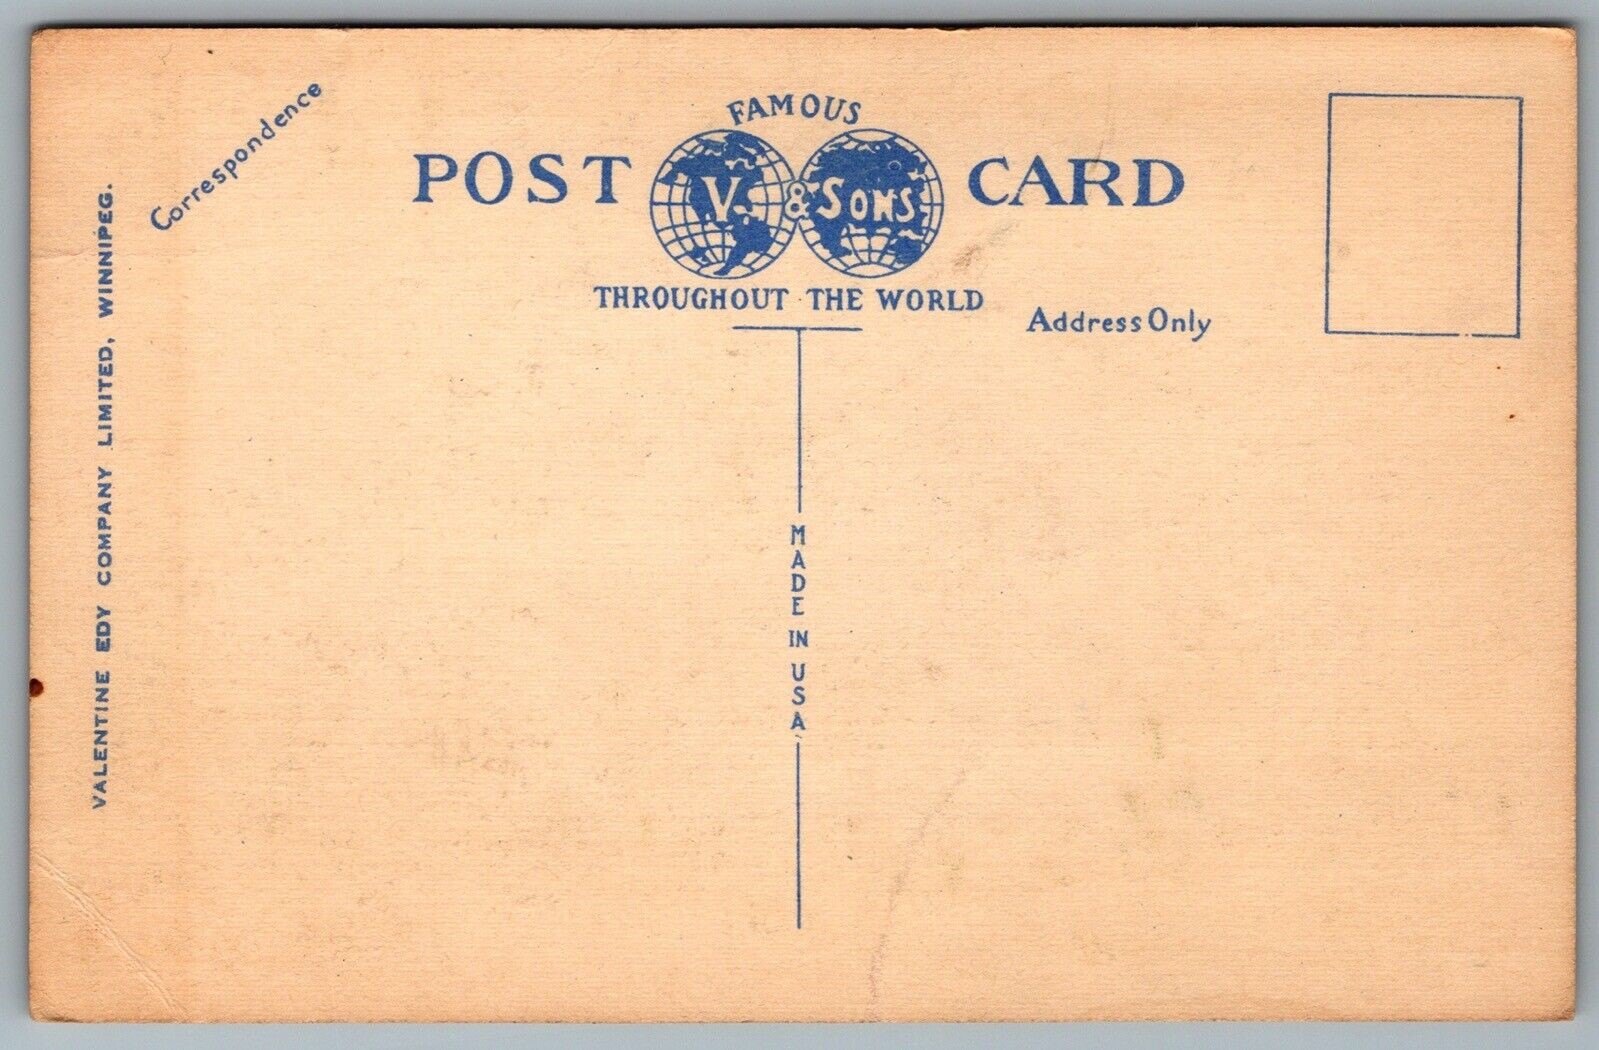 Correspondence
FAMOUS
POST V. & SONS CARD
THROUGHOUT THE WORLD
Address Only
MADE IN USA
VALENTINE EDY COMPANY LIMITED, WINNIPEG.